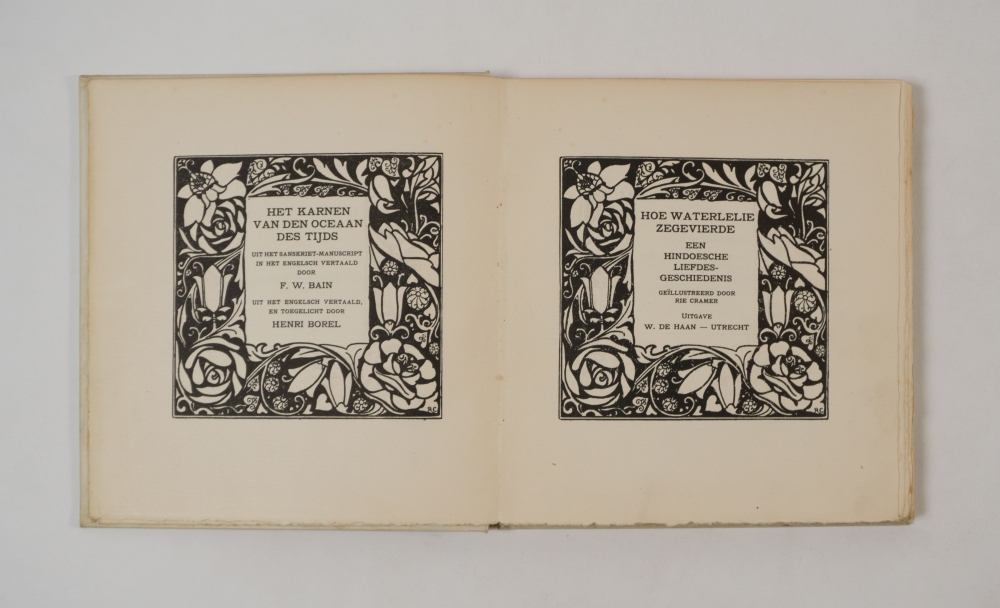 HET KARNEN
VAN DEN OCEAAN
DES TIJDS
UIT HET SANSKRIET-MANUSCRIPT
IN HET ENGELSCH VERTAALD
DOOR
F. W. BAIN
UIT HET ENGELSCH VERTAALD,
EN TOEGELICHT DOOR
HENRI BOREL
RC
HOE WATERLELIE
ZEGEVIERDE
EEN
HINDOESCHE
LIEFDES-
GESCHIEDENIS
GEÏLLUSTREERD DOOR
RIE CRAMER
UITGAVE
W. DE HAAN — UTRECHT
RC